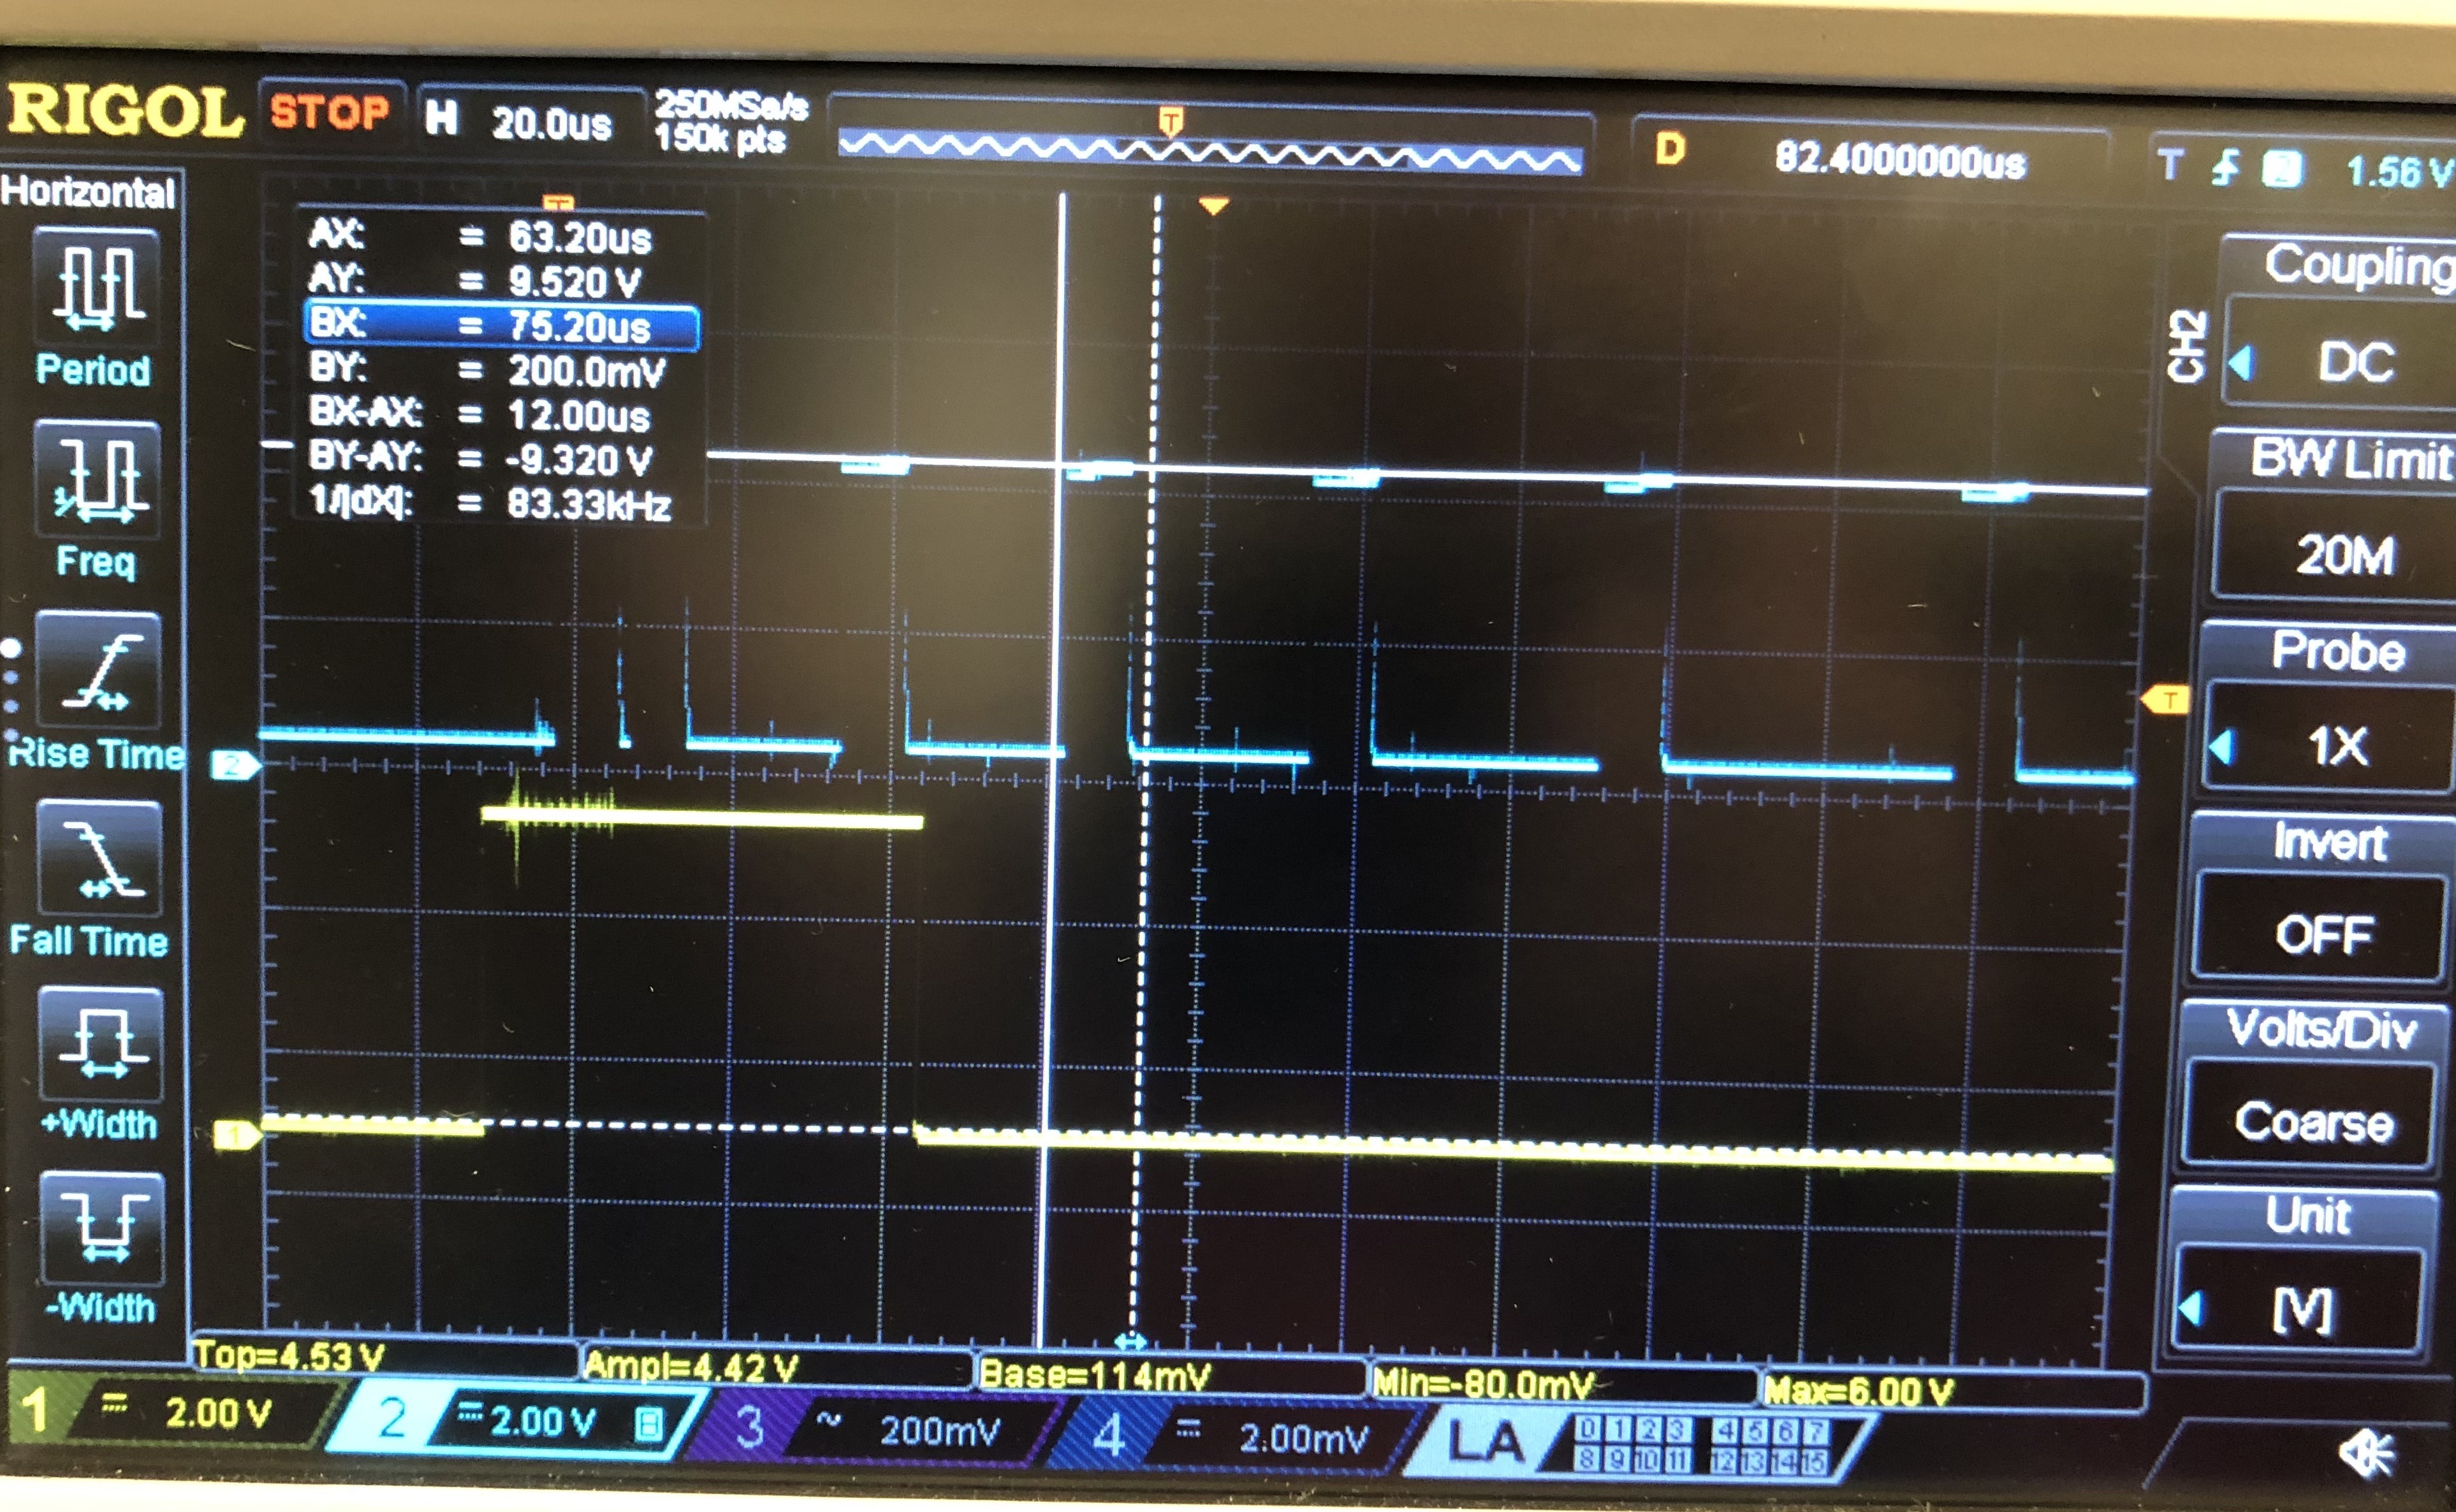 RIGOL STOP H 20.0us 250MSa/s 150k pts T D 82.4000000us T 2 1.56 V
Horizontal
Period
Freq
Rise Time
Fall Time
+Width
-Width
T
AX: = 63.20us
AY: = 9.520 V
BX: = 75.20us
BY: = 200.0mV
BX-AX: = 12.00us
BY-AY: = -9.320 V
1/|dX|: = 83.33kHz
2
1
T
CH2
Coupling
DC
BW Limit
20M
Probe
1X
Invert
OFF
Volts/Div
Coarse
Unit
[V]
Top=4.53 V Ampl=4.42 V Base=114mV Min=-80.0mV Max=6.00 V
1 2.00 V 2 2.00 V B 3 200mV 4 2.00mV LA
0 1 2 3 4 5 6 7
8 9 10 11 12 13 14 15